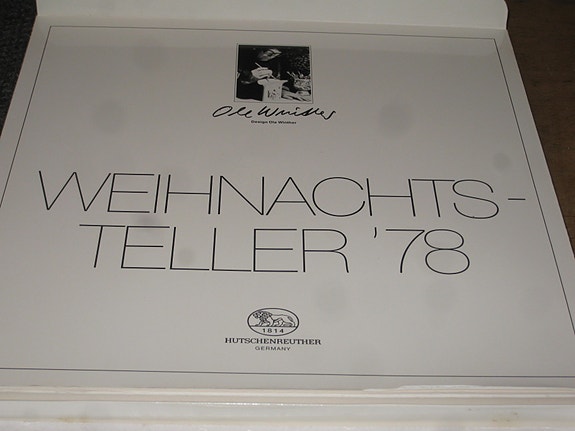 Ole Winther
Design Ole Winther
WEIHNACHTS-
TELLER '78
1814
HUTSCHENREUTHER
GERMANY